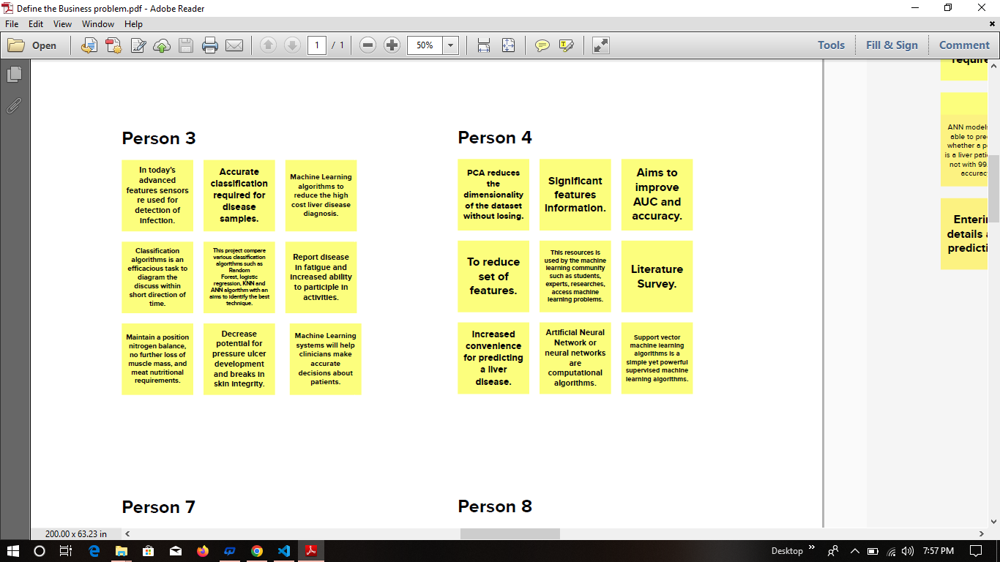 Define the Business problem.pdf - Adobe Reader
File Edit View Window Help
Open
1 / 1
50%
Tools
Fill & Sign
Comment
Person 3
In today's
advanced
features sensors
re used for
detection of
infection.
Accurate
classification
required for
disease
samples.
Machine Learning
algorithms to
reduce the high
cost liver disease
diagnosis.
Classification
algorithms is an
efficacious task to
diagram the
discuss within
short direction of
time.
This project compare
various classification
algorithms such as
Random
Forest, logistic
regression, KNN and
ANN algorithm with an
aims to identify the best
technique.
Report disease
in fatigue and
increased ability
to participle in
activities.
Maintain a position
nitrogen balance,
no further loss of
muscle mass, and
meat nutritional
requirements.
Decrease
potential for
pressure ulcer
development
and breaks in
skin integrity.
Machine Learning
systems will help
clinicians make
accurate
decisions about
patients.
Person 4
PCA reduces
the
dimensionality
of the dataset
without losing.
Significant
features
information.
Aims to
improve
AUC and
accuracy.
To reduce
set of
features.
This resources is
used by the machine
learning community
such as students,
experts, researches,
access machine
learning problems.
Literature
Survey.
Increased
convenience
for predicting
a liver
disease.
Artificial Neural
Network or
neural networks
are
computational
algorithms.
Support vector
machine learning
algorithms is a
simple yet powerful
supervised machine
learning algorithms.
ANN model
able to pre
whether a p
is a liver pati
not with 99.
accurac
Enterin
details a
predicti
Person 7
Person 8
200.00 x 63.23 in
Desktop
7:57 PM